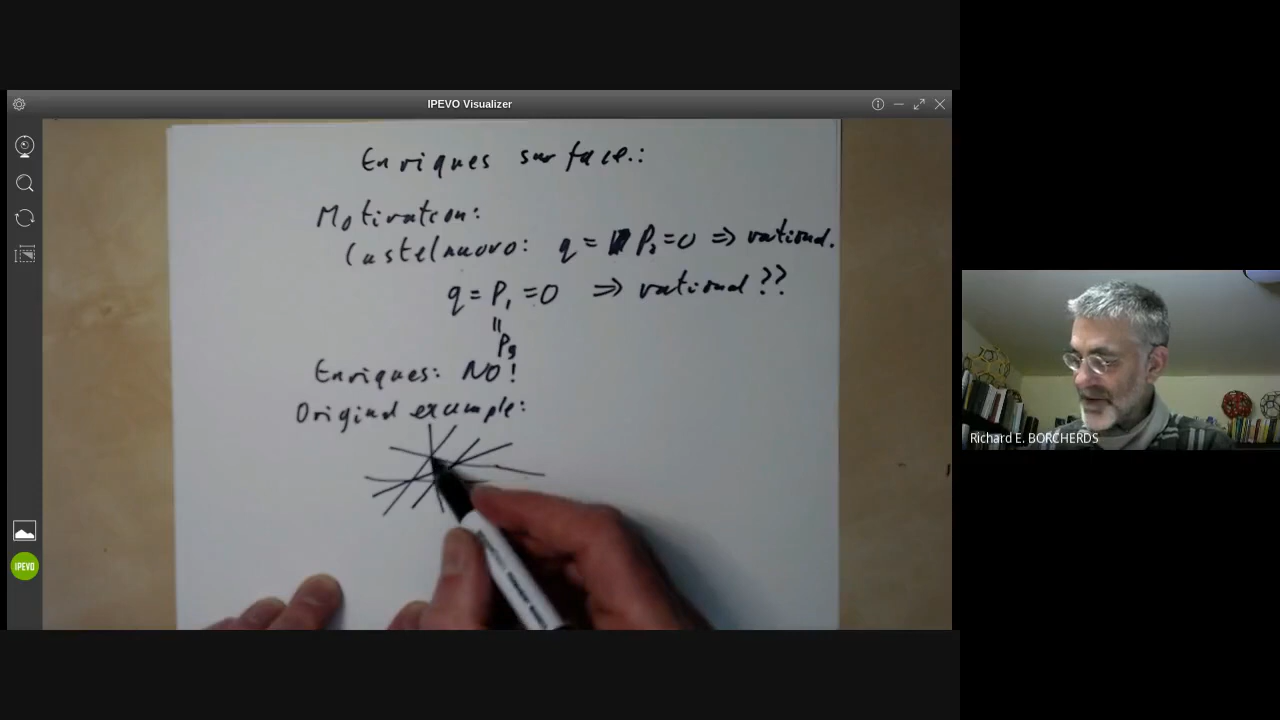 IPEVO Visualizer
Enriques surface.:
Motivation:
Castelnuovo: q = P₂ = 0 ⇒ rational.
q = P₁ = 0 ⇒ rational??
=
Pg
Enriques: NO!
Original example:
Richard E. BORCHERDS
IPEVO